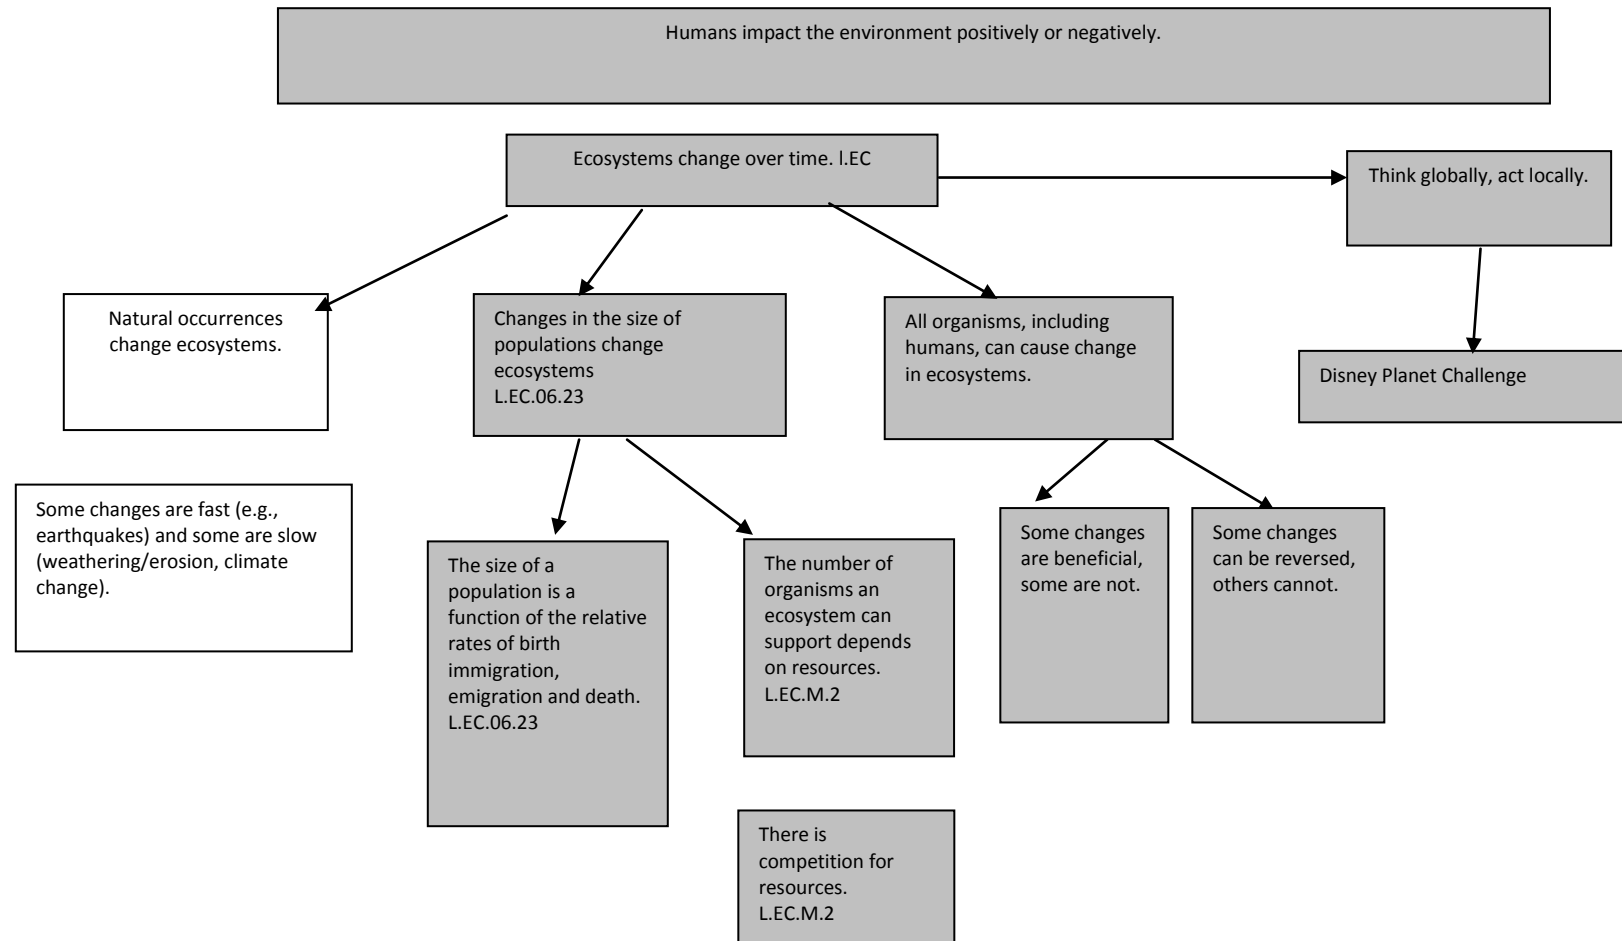 Humans impact the environment positively or negatively.
Ecosystems change over time. l.EC
Think globally, act locally.
Natural occurrences
change ecosystems.
Changes in the size of
populations change
ecosystems
L.EC.06.23
All organisms, including
humans, can cause change
in ecosystems.
Disney Planet Challenge
Some changes are fast (e.g.,
earthquakes) and some are slow
(weathering/erosion, climate
change).
The size of a
population is a
function of the relative
rates of birth
immigration,
emigration and death.
L.EC.06.23
The number of
organisms an
ecosystem can
support depends
on resources.
L.EC.M.2
Some changes
are beneficial,
some are not.
Some changes
can be reversed,
others cannot.
There is
competition for
resources.
L.EC.M.2